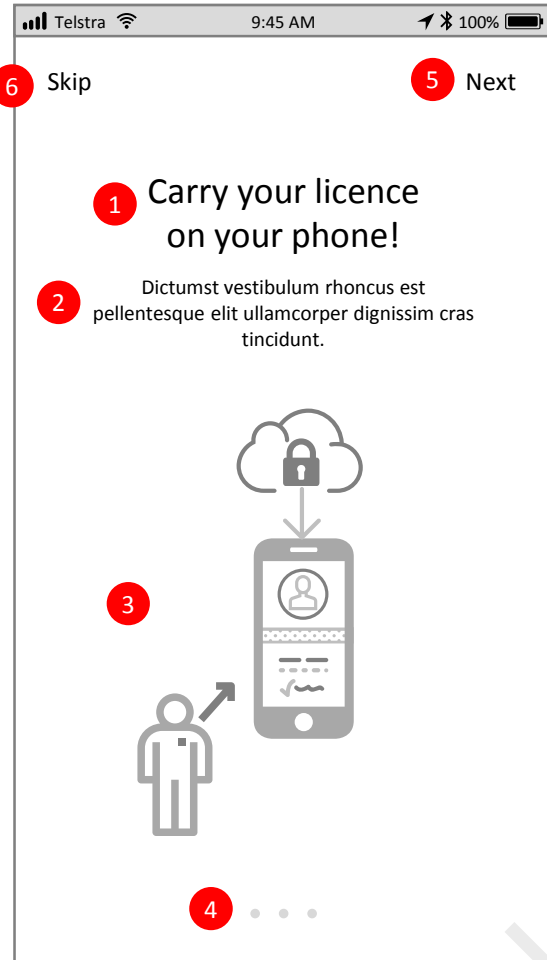 Telstra 9:45 AM 100%
6 Skip 5 Next
1 Carry your licence
on your phone!
2 Dictumst vestibulum rhoncus est
pellentesque elit ullamcorper dignissim cras
tincidunt.
3
4